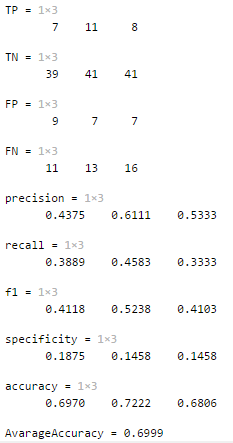 TP = 1×3
7 11 8
TN = 1×3
39 41 41
FP = 1×3
9 7 7
FN = 1×3
11 13 16
precision = 1×3
0.4375 0.6111 0.5333
recall = 1×3
0.3889 0.4583 0.3333
f1 = 1×3
0.4118 0.5238 0.4103
specificity = 1×3
0.1875 0.1458 0.1458
accuracy = 1×3
0.6970 0.7222 0.6806
AvarageAccuracy = 0.6999